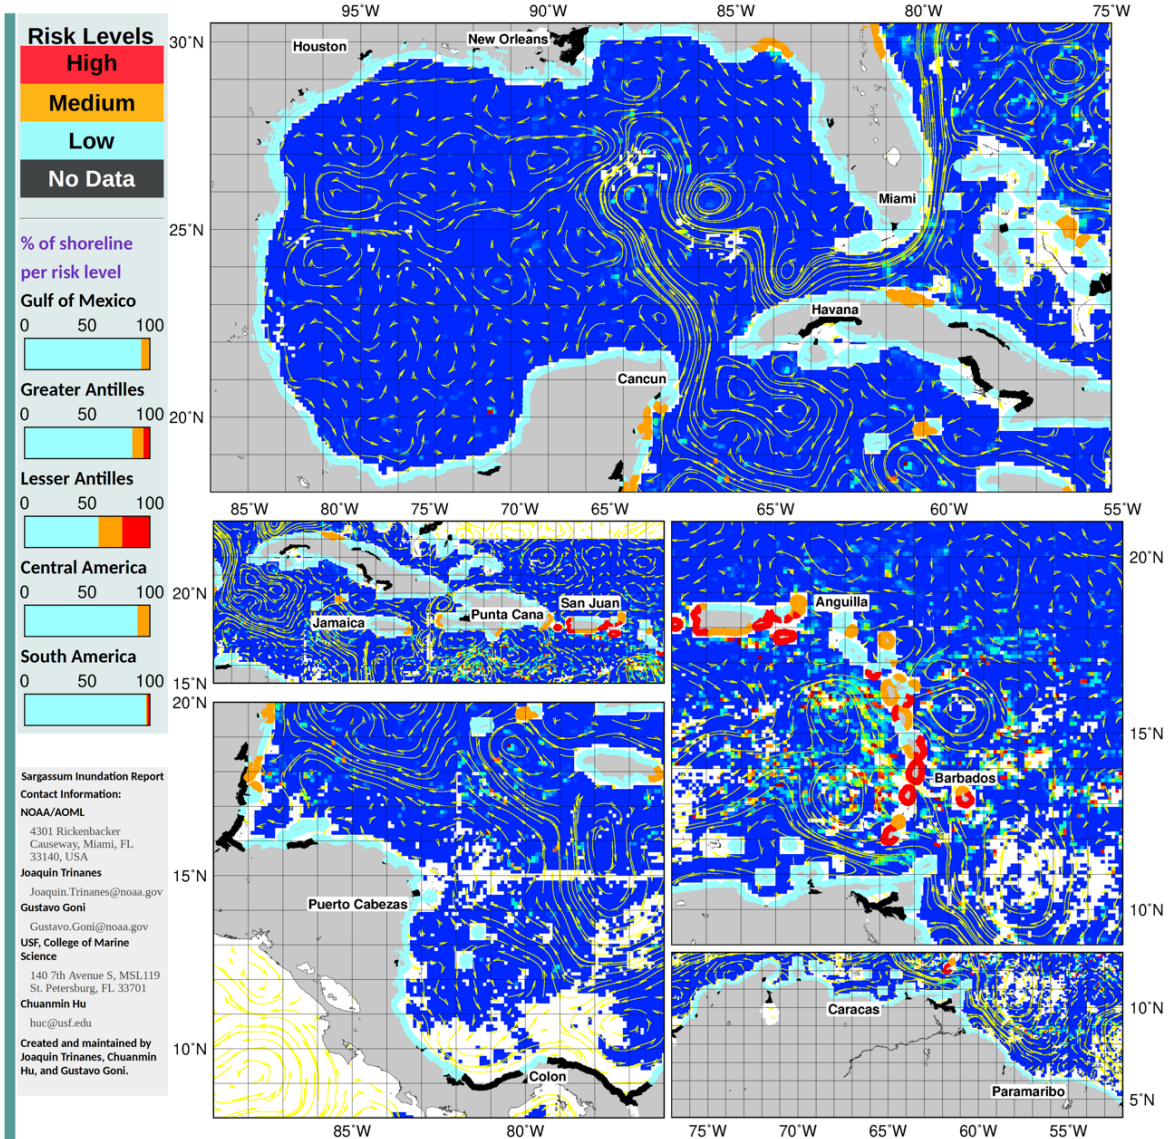 Risk Levels
High
Medium
Low
No Data
% of shoreline
per risk level
Gulf of Mexico
0 50 100
Greater Antilles
0 50 100
Lesser Antilles
0 50 100
Central America
0 50 100
South America
0 50 100
Sargassum Inundation Report
Contact Information:
NOAA/AOML
4301 Rickenbacker
Causeway, Miami, FL
33140, USA
Joaquin Trinanes
Joaquin.Trinanes@noaa.gov
Gustavo Goni
Gustavo.Goni@noaa.gov
USF, College of Marine
Science
140 7th Avenue S, MSL119
St. Petersburg, FL 33701
Chuanmin Hu
huc@usf.edu
Created and maintained by
Joaquin Trinanes, Chuanmin
Hu, and Gustavo Goni.
95°W 90°W 85°W 80°W 75°W
30°N
25°N
20°N
Houston
New Orleans
Miami
Havana
Cancun
85°W 80°W 75°W 70°W 65°W
20°N
15°N
Jamaica
Punta Cana
San Juan
65°W 60°W 55°W
20°N
15°N
10°N
Anguilla
Barbados
20°N
15°N
10°N
Puerto Cabezas
Colon
85°W 80°W
Caracas
Paramaribo
10°N
5°N
75°W 70°W 65°W 60°W 55°W